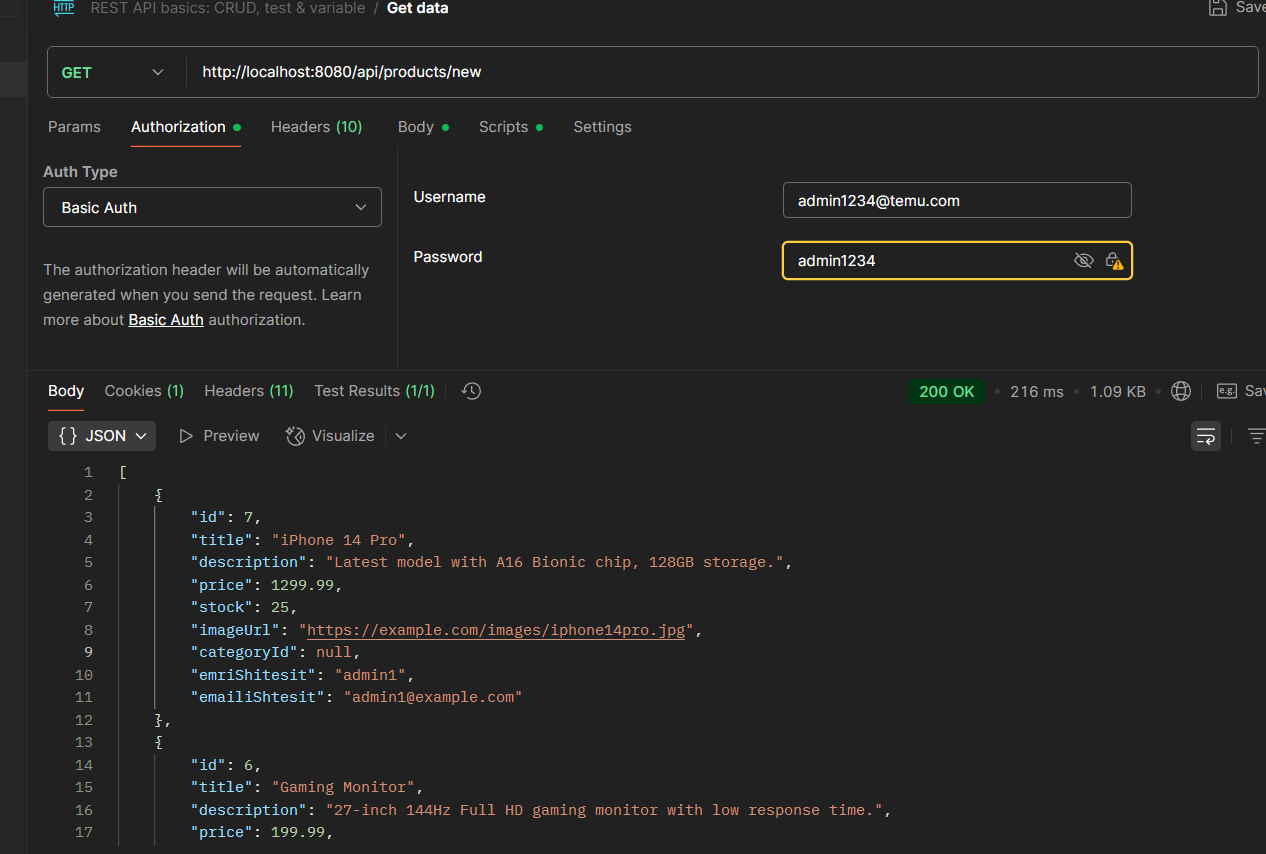 HTTP REST API basics: CRUD, test & variable / Get data Save
GET http://localhost:8080/api/products/new
Params Authorization Headers (10) Body Scripts Settings
Auth Type
Basic Auth
The authorization header will be automatically
generated when you send the request. Learn
more about Basic Auth authorization.
Username admin1234@temu.com
Password admin1234
Body Cookies (1) Headers (11) Test Results (1/1) 200 OK • 216 ms • 1.09 KB • e.g. Sav
{} JSON Preview Visualize
1 [
2 {
3 "id": 7,
4 "title": "iPhone 14 Pro",
5 "description": "Latest model with A16 Bionic chip, 128GB storage.",
6 "price": 1299.99,
7 "stock": 25,
8 "imageUrl": "https://example.com/images/iphone14pro.jpg",
9 "categoryId": null,
10 "emriShitesit": "admin1",
11 "emailiShtesit": "admin1@example.com"
12 },
13 {
14 "id": 6,
15 "title": "Gaming Monitor",
16 "description": "27-inch 144Hz Full HD gaming monitor with low response time.",
17 "price": 199.99,